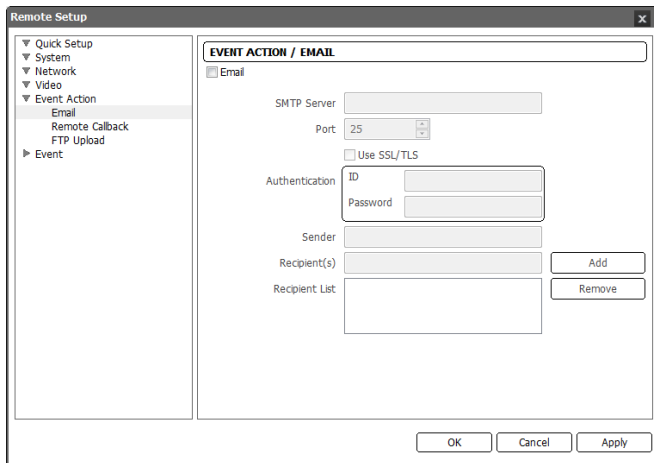 Remote Setup
x
Quick Setup
System
Network
Video
Event Action
Email
Remote Callback
FTP Upload
Event
EVENT ACTION / EMAIL
Email
SMTP Server
Port 25
Use SSL/TLS
Authentication ID
Password
Sender
Recipient(s) Add
Recipient List Remove
OK Cancel Apply